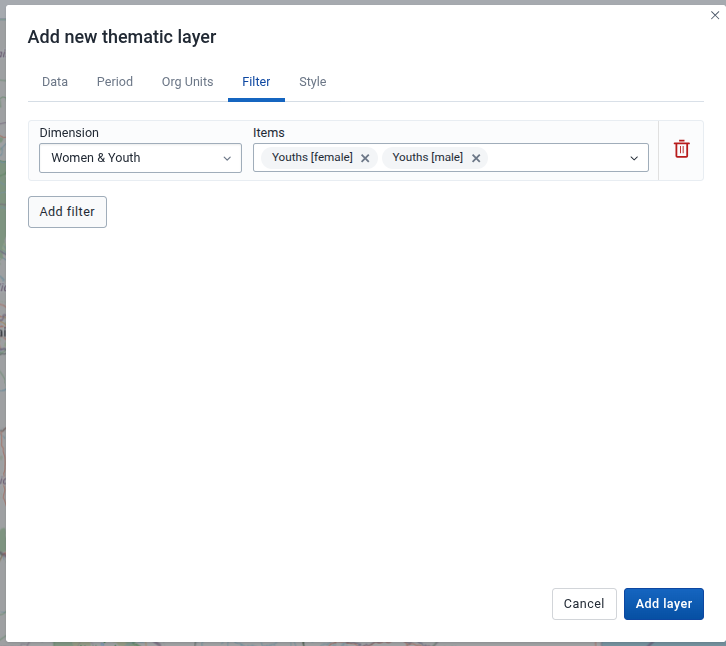 Add new thematic layer
Data Period Org Units Filter Style
Dimension Items
Women & Youth Youths [female] Youths [male]
Add filter
Cancel Add layer